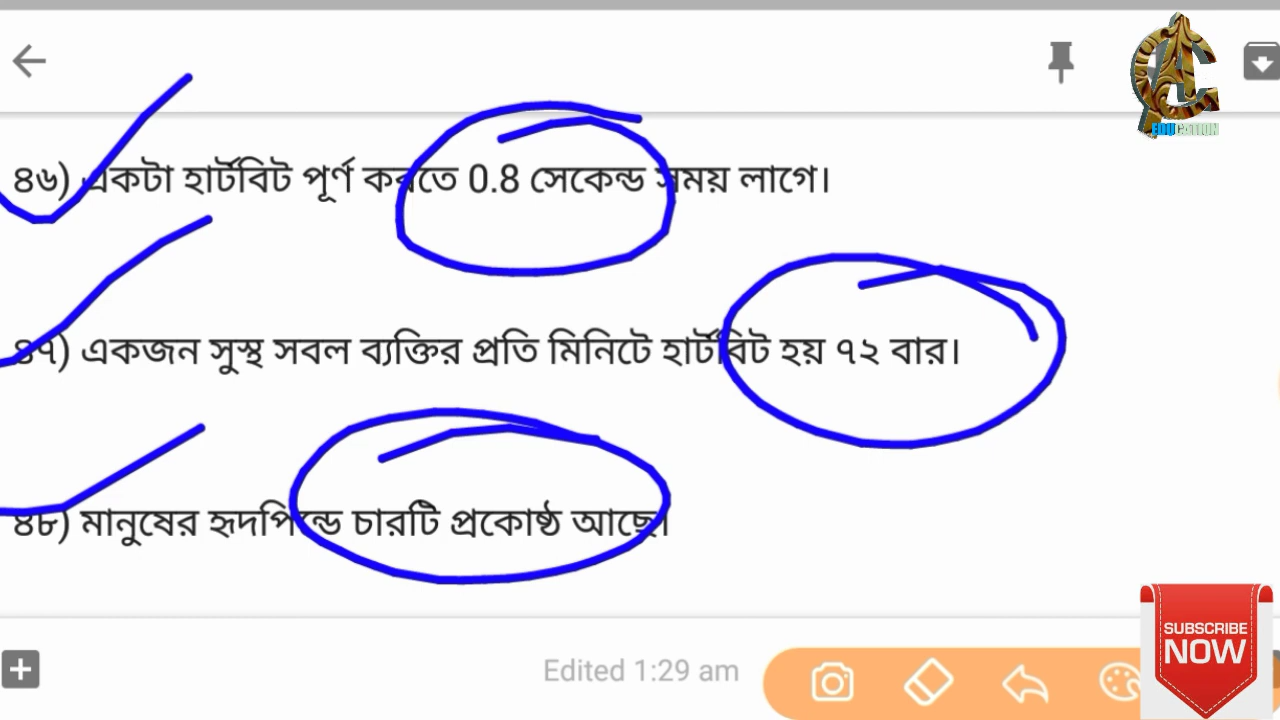 ৪৬) একটা হার্টবিট পূর্ণ করতে 0.8 সেকেন্ড সময় লাগে।
৪৭) একজন সুস্থ সবল ব্যক্তির প্রতি মিনিটে হার্টবিট হয় ৭২ বার।
৪৮) মানুষের হৃদপিন্ডে চারটি প্রকোষ্ঠ আছে।
Edited 1:29 am
EDUCATION
SUBSCRIBE
NOW